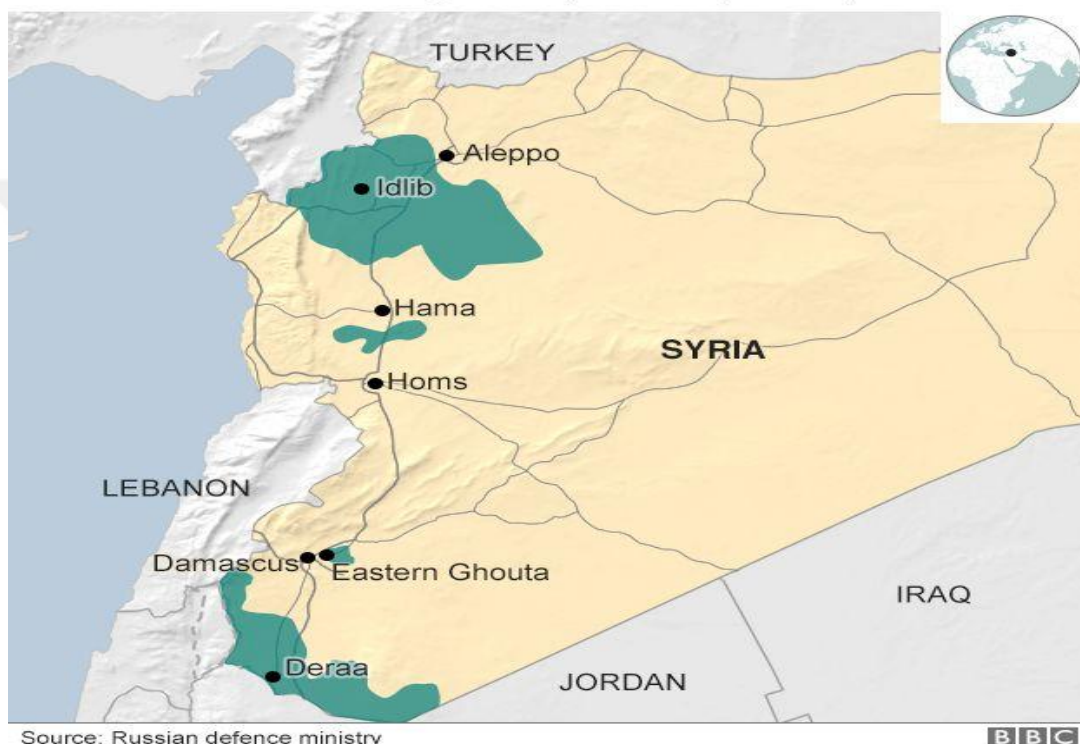 TURKEY
Aleppo
Idlib
Hama
SYRIA
Homs
LEBANON
Damascus
Eastern Ghouta
IRAQ
Deraa
JORDAN
Source: Russian defence ministry
BBC